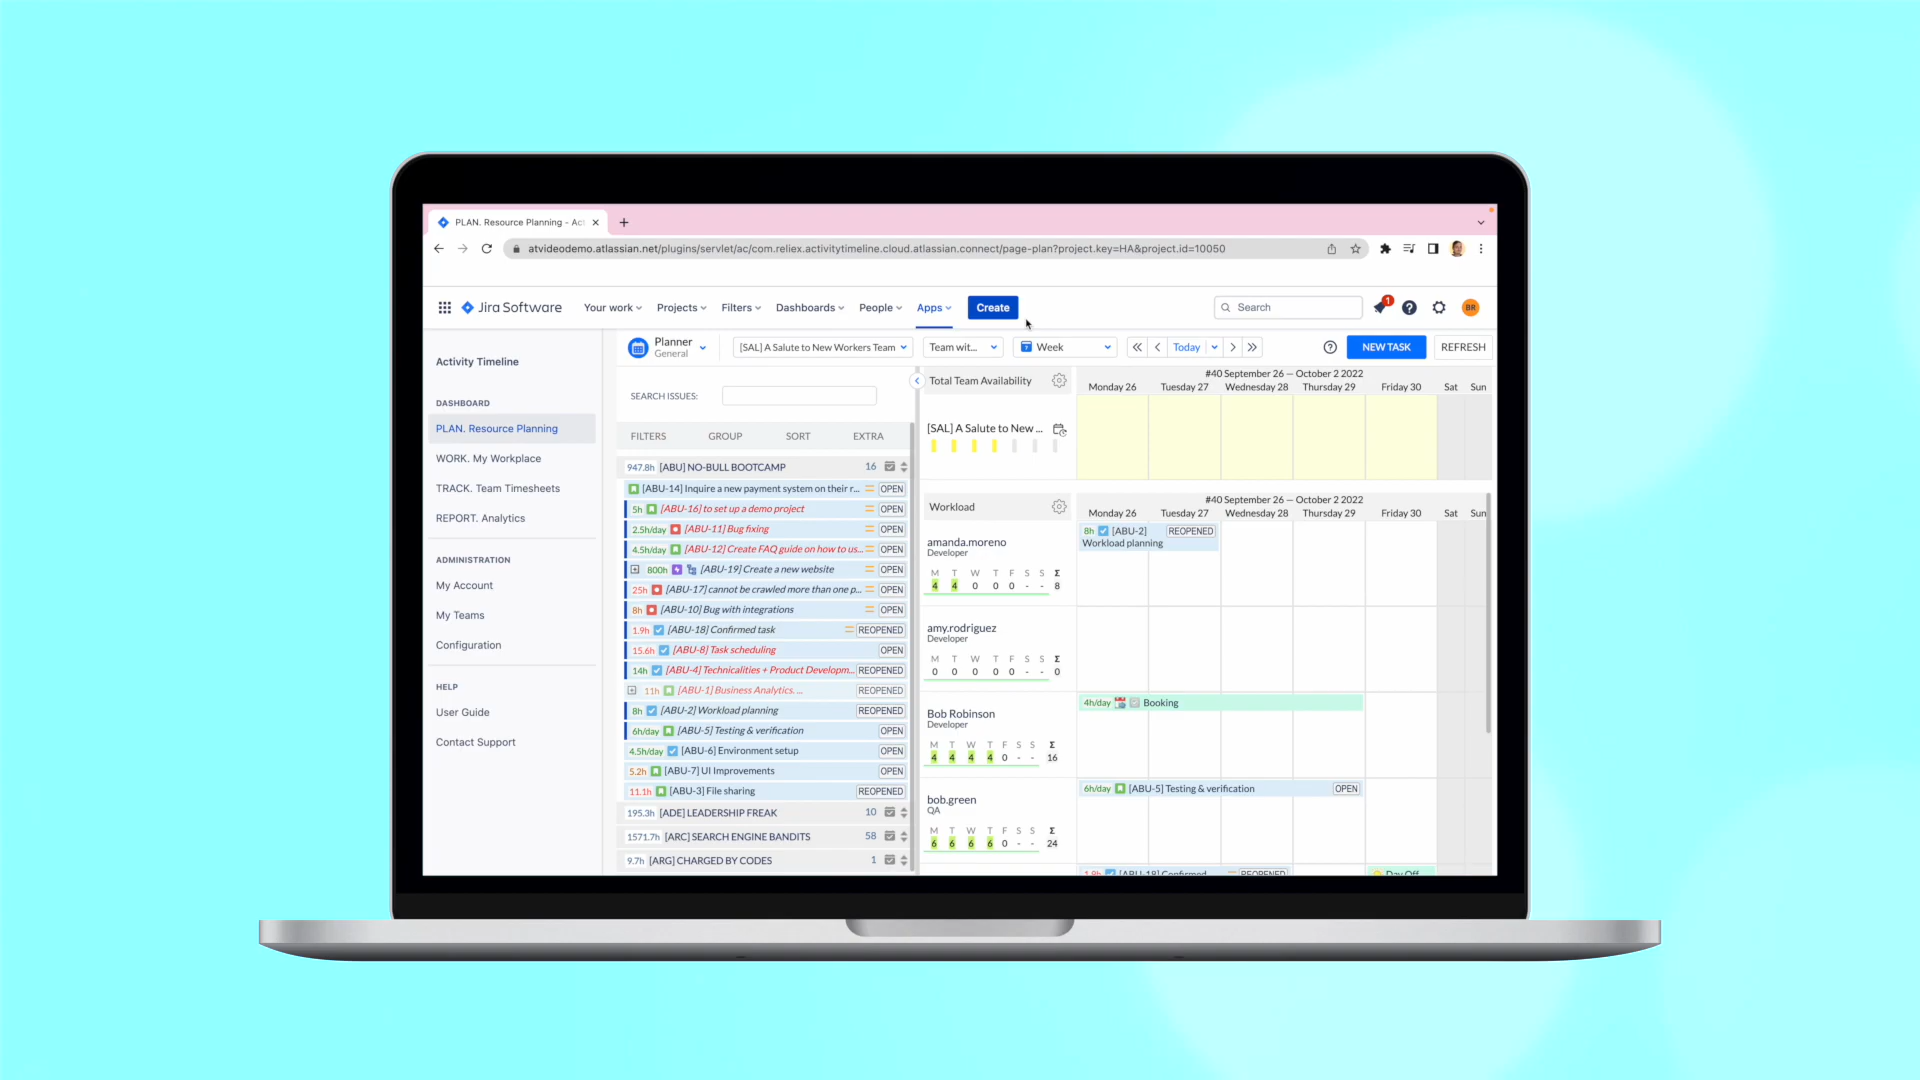 PLAN. Resource Planning - Ac
atvideodemo.atlassian.net/plugins/servlet/ac/com.reliex.activitytimeline.cloud.atlassian.connect/page-plan?project.key=HA&project.id=10050
Jira Software Your work Projects Filters Dashboards People Apps Create Search 1 BR
Activity Timeline
DASHBOARD
PLAN. Resource Planning
WORK. My Workplace
TRACK. Team Timesheets
REPORT. Analytics
ADMINISTRATION
My Account
My Teams
Configuration
HELP
User Guide
Contact Support
Planner
General
[SAL] A Salute to New Workers Team Team wit... Week Today NEW TASK REFRESH
SEARCH ISSUES:
FILTERS GROUP SORT EXTRA
947.8h [ABU] NO-BULL BOOTCAMP 16
[ABU-14] Inquire a new payment system on their r... OPEN
5h [ABU-16] to set up a demo project OPEN
2.5h/day [ABU-11] Bug fixing OPEN
4.5h/day [ABU-12] Create FAQ guide on how to us... OPEN
800h [ABU-19] Create a new website OPEN
25h [ABU-17] cannot be crawled more than one p... OPEN
8h [ABU-10] Bug with integrations OPEN
1.9h [ABU-18] Confirmed task REOPENED
15.6h [ABU-8] Task scheduling OPEN
14h [ABU-4] Technicalities + Product Developm... REOPENED
11h [ABU-1] Business Analytics. ... REOPENED
8h [ABU-2] Workload planning REOPENED
6h/day [ABU-5] Testing & verification OPEN
4.5h/day [ABU-6] Environment setup OPEN
5.2h [ABU-7] UI Improvements OPEN
11.1h [ABU-3] File sharing REOPENED
195.3h [ADE] LEADERSHIP FREAK 10
1571.7h [ARC] SEARCH ENGINE BANDITS 58
9.7h [ARG] CHARGED BY CODES 1
Total Team Availability
#40 September 26 — October 2 2022
Monday 26 Tuesday 27 Wednesday 28 Thursday 29 Friday 30 Sat Sun
[SAL] A Salute to New ...
Workload
#40 September 26 — October 2 2022
Monday 26 Tuesday 27 Wednesday 28 Thursday 29 Friday 30 Sat Sun
amanda.moreno
Developer
M T W T F S S Σ
4 4 0 0 0 - - 8
8h [ABU-2] REOPENED
Workload planning
amy.rodriguez
Developer
M T W T F S S Σ
0 0 0 0 0 - - 0
Bob Robinson
Developer
M T W T F S S Σ
4 4 4 4 0 - - 16
4h/day Booking
bob.green
QA
M T W T F S S Σ
6 6 6 6 0 - - 24
6h/day [ABU-5] Testing & verification OPEN
1.9h [ABU-18] Confirmed REOPENED Day Off